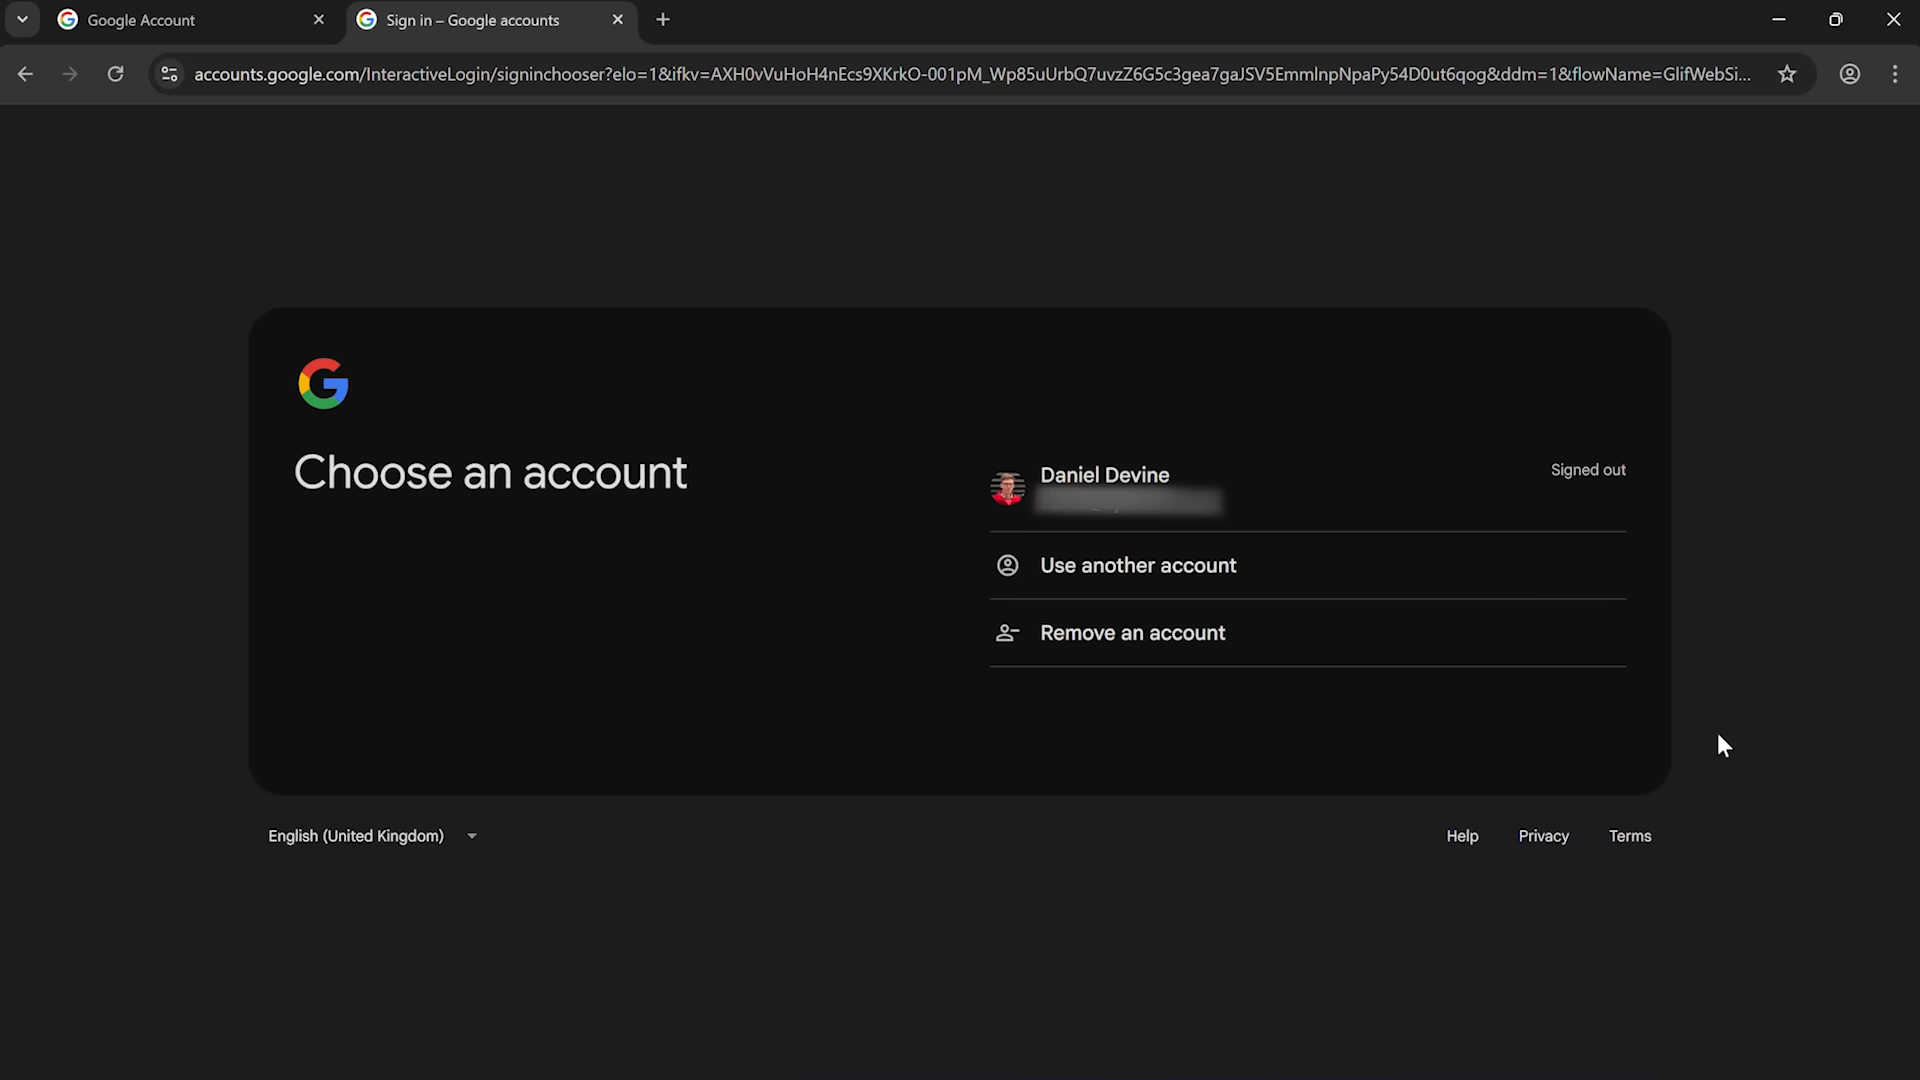 Google Account
Sign in – Google accounts
accounts.google.com/InteractiveLogin/signinchooser?elo=1&ifkv=AXH0vVuHoH4nEcs9XKrkO-001pM_Wp85uUrbQ7uvzZ6G5c3gea7gaJSV5EmmlnpNpaPy54D0ut6qog&ddm=1&flowName=GlifWebSi...
Choose an account
Daniel Devine
Signed out
Use another account
Remove an account
English (United Kingdom)
Help
Privacy
Terms